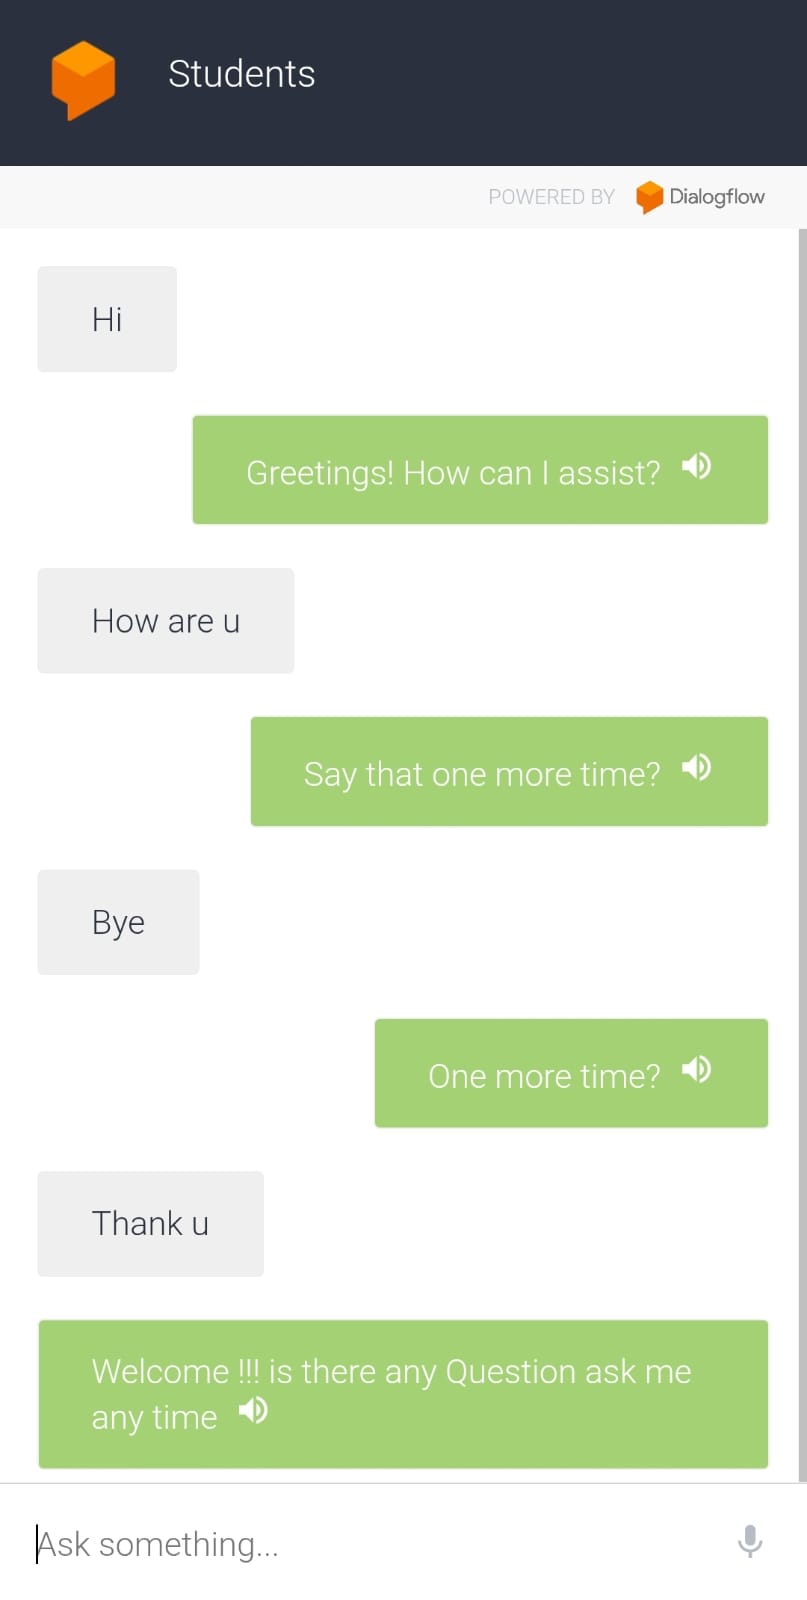 Students
POWERED BY Dialogflow
Hi
Greetings! How can I assist?
How are u
Say that one more time?
Bye
One more time?
Thank u
Welcome !!! is there any Question ask me
any time
Ask something...